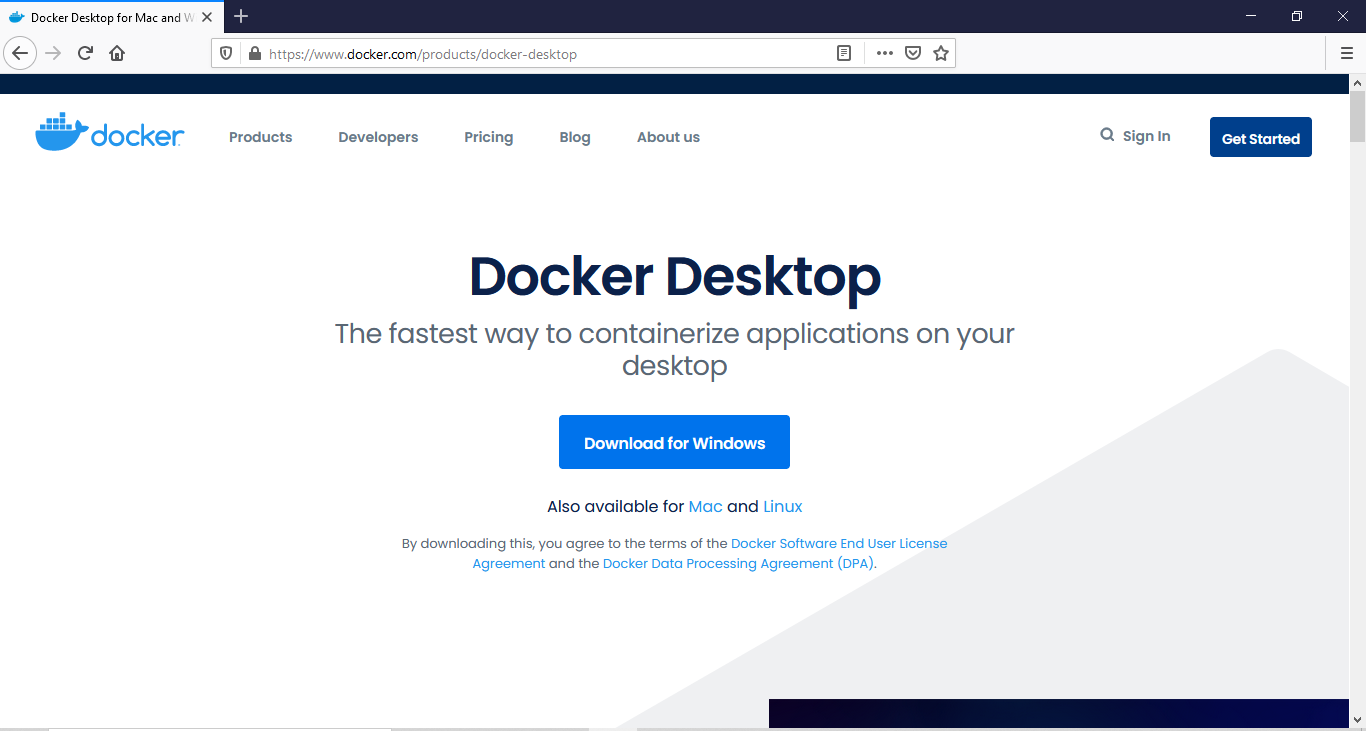 Docker Desktop for Mac and W
https://www.docker.com/products/docker-desktop
docker
Products Developers Pricing Blog About us Sign In Get Started
Docker Desktop
The fastest way to containerize applications on your
desktop
Download for Windows
Also available for Mac and Linux
By downloading this, you agree to the terms of the Docker Software End User License
Agreement and the Docker Data Processing Agreement (DPA).